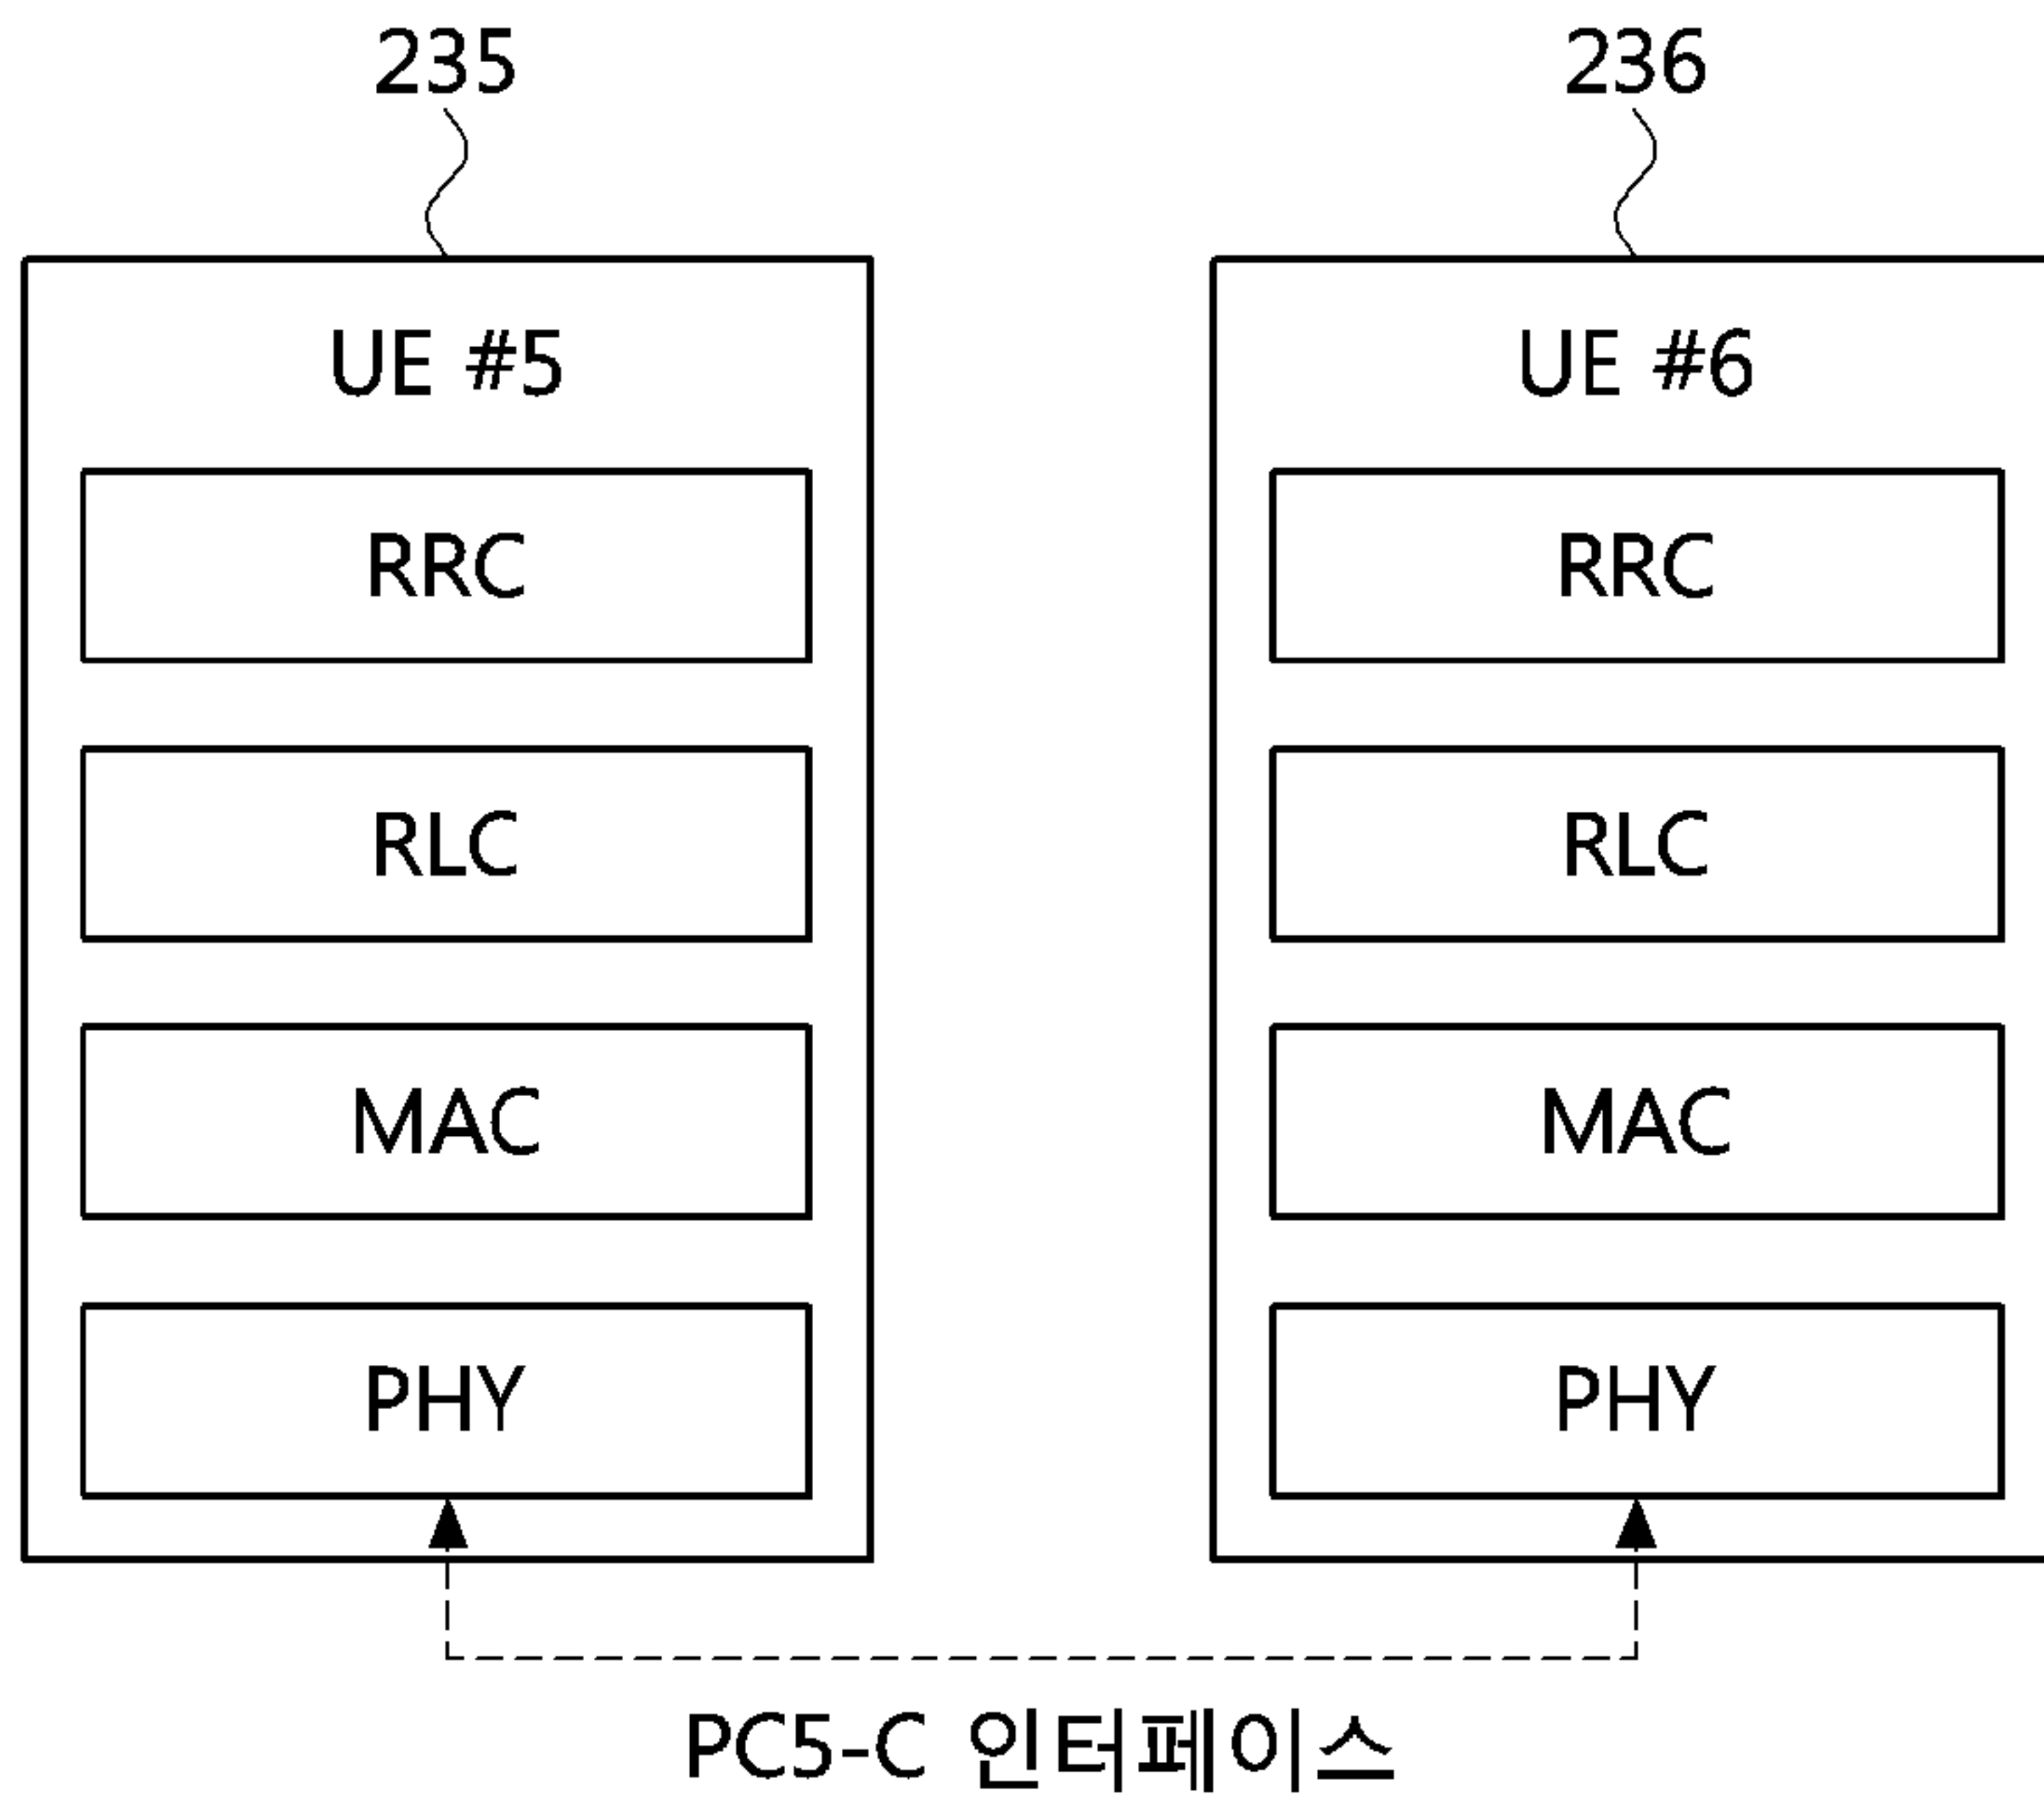 235
236
UE #5
UE #6
RRC
RRC
RLC
RLC
MAC
MAC
PHY
PHY
PC5-C 인터페이스